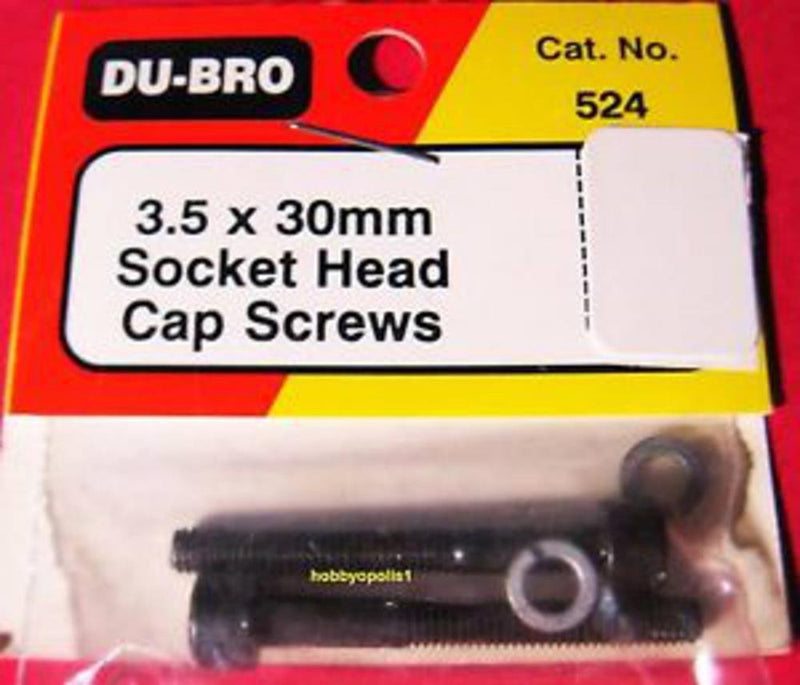 DU-BRO
Cat. No.
524
3.5 x 30mm
Socket Head
Cap Screws
hobbyopolis1